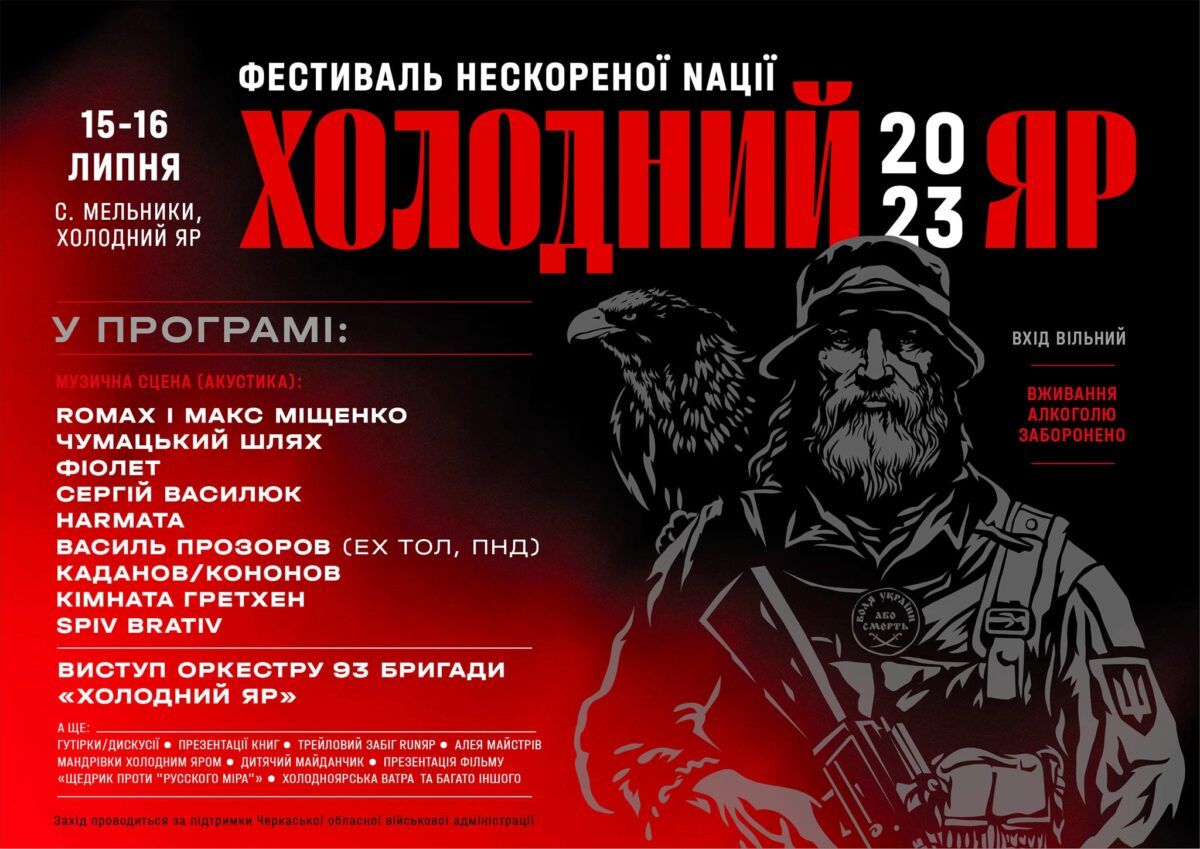 ФЕСТИВАЛЬ НЕСКОРЕНОЇ NАЦІЇ
ХОЛОДНИЙ ЯР
20
23
15-16
ЛИПНЯ
С. МЕЛЬНИКИ,
ХОЛОДНИЙ ЯР
У ПРОГРАМІ:
МУЗИЧНА СЦЕНА (АКУСТИКА):
ROMAX І МАКС МІЩЕНКО
ЧУМАЦЬКИЙ ШЛЯХ
ФІОЛЕТ
СЕРГІЙ ВАСИЛЮК
HARMATA
ВАСИЛЬ ПРОЗОРОВ (ЕХ ТОЛ, ПНД)
КАДАНОВ/КОНОНОВ
КІМНАТА ГРЕТХЕН
SPIV BRATIV
ВИСТУП ОРКЕСТРУ 93 БРИГАДИ
«ХОЛОДНИЙ ЯР»
А ЩЕ:
ГУТІРКИ/ДИСКУСІЇ ● ПРЕЗЕНТАЦІЇ КНИГ ● ТРЕЙЛОВИЙ ЗАБІГ RUNЯР ● АЛЕЯ МАЙСТРІВ
МАНДРІВКИ ХОЛОДНИМ ЯРОМ ● ДИТЯЧИЙ МАЙДАНЧИК ● ПРЕЗЕНТАЦІЯ ФІЛЬМУ
«ЩЕДРИК ПРОТИ "РУССКОГО МІРА"» ● ХОЛОДНОЯРСЬКА ВАТРА ТА БАГАТО ІНШОГО
Захід проводиться за підтримки Черкаської обласної військової адміністрації
ВХІД ВІЛЬНИЙ
ВЖИВАННЯ
АЛКОГОЛЮ
ЗАБОРОНЕНО
ВОЛЯ УКРАЇНИ
АБО
СМЕРТЬ